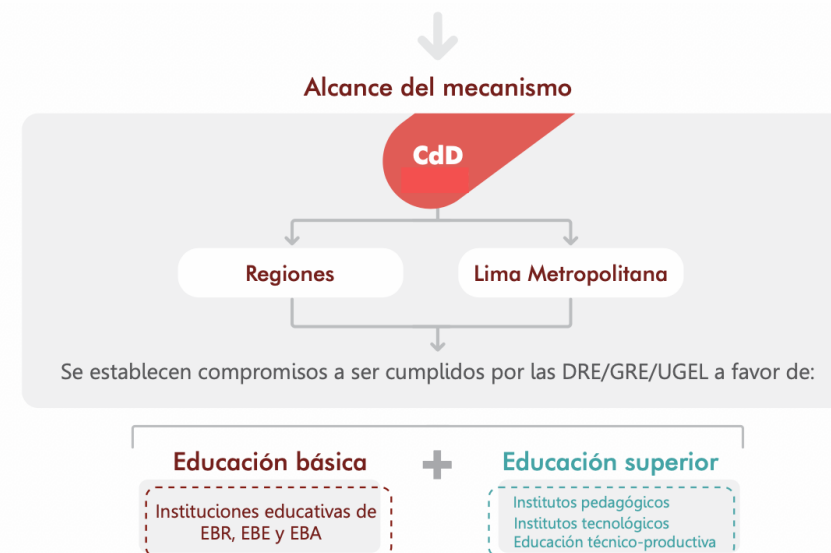 Alcance del mecanismo
CdD
Regiones
Lima Metropolitana
Se establecen compromisos a ser cumplidos por las DRE/GRE/UGEL a favor de:
Educación básica
+
Educación superior
Instituciones educativas de
EBR, EBE y EBA
Institutos pedagógicos
Institutos tecnológicos
Educación técnico-productiva